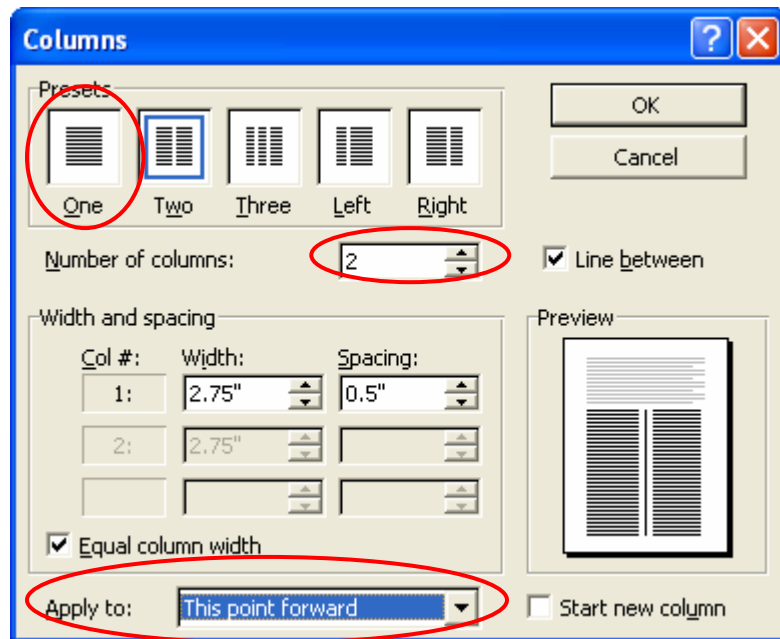 Columns
Presets
OK
Cancel
One Two Three Left Right
Number of columns: 2
Line between
Width and spacing
Preview
Col #: Width: Spacing:
1: 2.75" 0.5"
2: 2.75"
Equal column width
Apply to: This point forward
Start new column